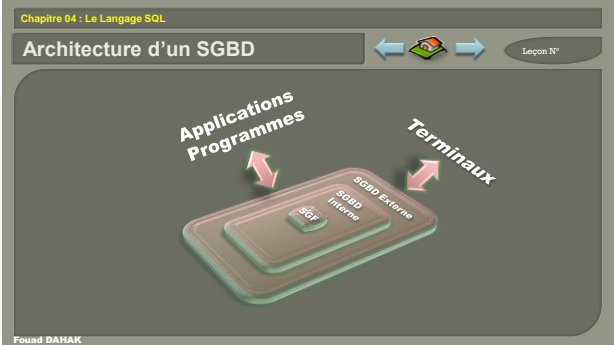 Chapitre 04 : Le Langage SQL
Architecture d'un SGBD
Leçon N°
Applications
Programmes
Terminaux
SGBD Externe
SGBD
Interne
SGF
Fouad DAHAK